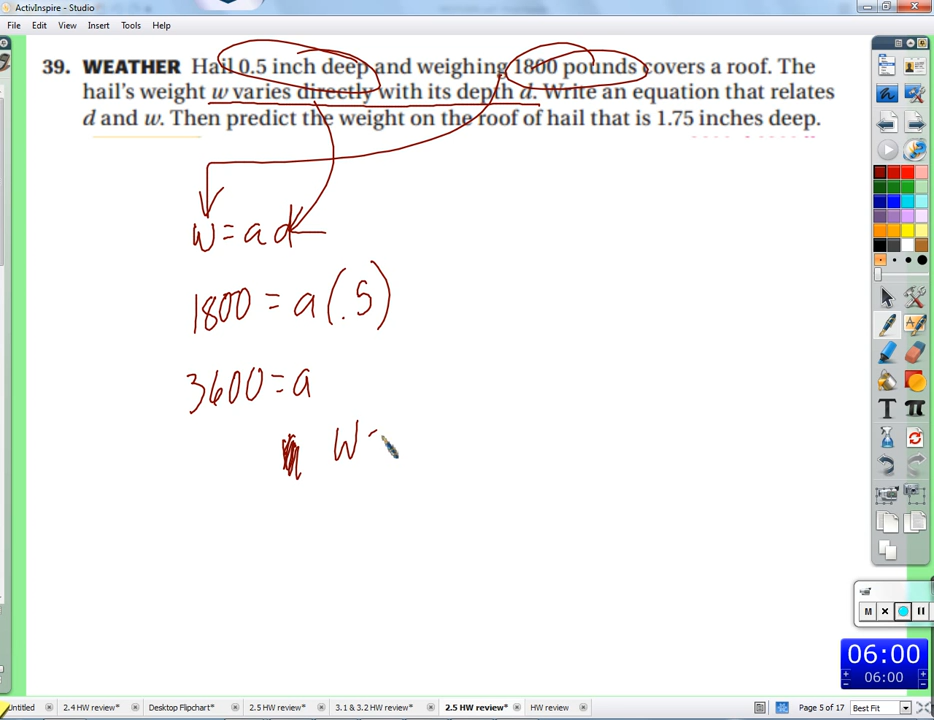 ActivInspire - Studio
File Edit View Insert Tools Help
39. WEATHER Hail 0.5 inch deep and weighing 1800 pounds covers a roof. The
hail's weight w varies directly with its depth d. Write an equation that relates
d and w. Then predict the weight on the roof of hail that is 1.75 inches deep.
w = ad
1800 = a(.5)
3600 = a
W -
T π
M × II
06:00
06:00
Untitled 2.4 HW review* Desktop Flipchart* 2.5 HW review* 3.1 & 3.2 HW review* 2.5 HW review* HW review Page 5 of 17 Best Fit